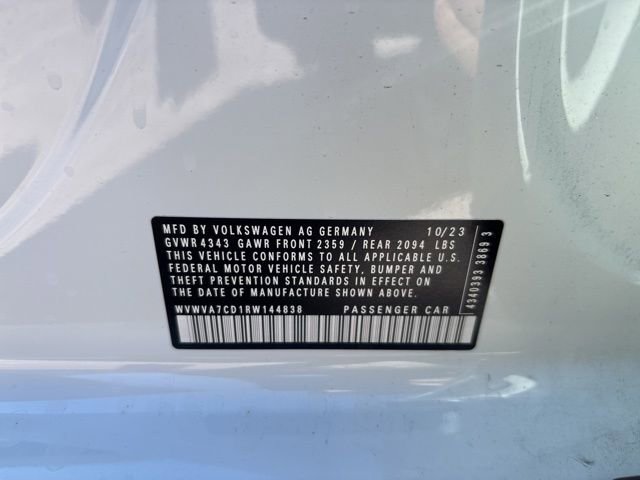 MFD BY VOLKSWAGEN AG GERMANY 10/23
GVWR 4343 GAWR FRONT 2359 / REAR 2094 LBS
THIS VEHICLE CONFORMS TO ALL APPLICABLE U.S.
FEDERAL MOTOR VEHICLE SAFETY, BUMPER AND
THEFT PREVENTION STANDARDS IN EFFECT ON
THE DATE OF MANUFACTURE SHOWN ABOVE.
WVWVA7CD1RW144838 PASSENGER CAR
4340393 3869 3